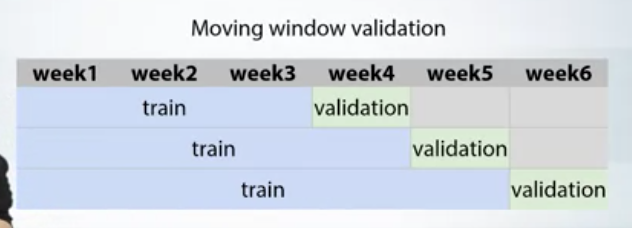 Moving window validation
week1 week2 week3 week4 week5 week6
train validation
train validation
train validation